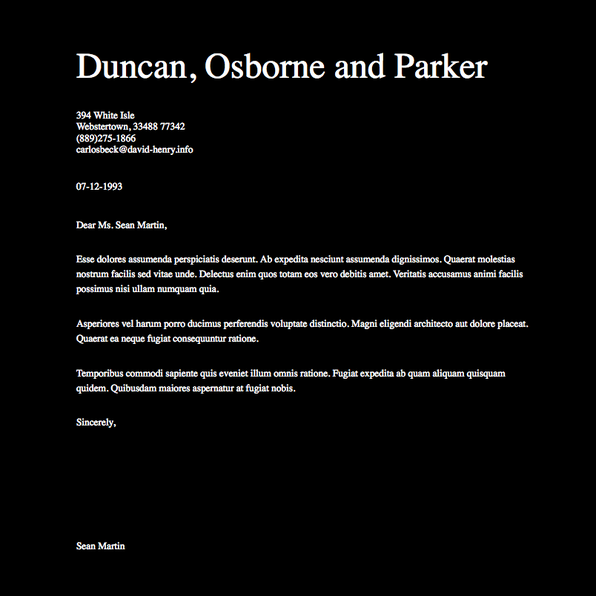 Duncan, Osborne and Parker
394 White Isle
Webstertown, 33488 77342
(889)275-1866
carlosbeck@david-henry.info
07-12-1993
Dear Ms. Sean Martin,
Esse dolores assumenda perspiciatis deserunt. Ab expedita nesciunt assumenda dignissimos. Quaerat molestias
nostrum facilis sed vitae unde. Delectus enim quos totam eos vero debitis amet. Veritatis accusamus animi facilis
possimus nisi ullam numquam quia.
Asperiores vel harum porro ducimus perferendis voluptate distinctio. Magni eligendi architecto aut dolore placeat.
Quaerat ea neque fugiat consequuntur ratione.
Temporibus commodi sapiente quis eveniet illum omnis ratione. Fugiat expedita ab quam aliquam quisquam
quidem. Quibusdam maiores aspernatur at fugiat nobis.
Sincerely,
Sean Martin